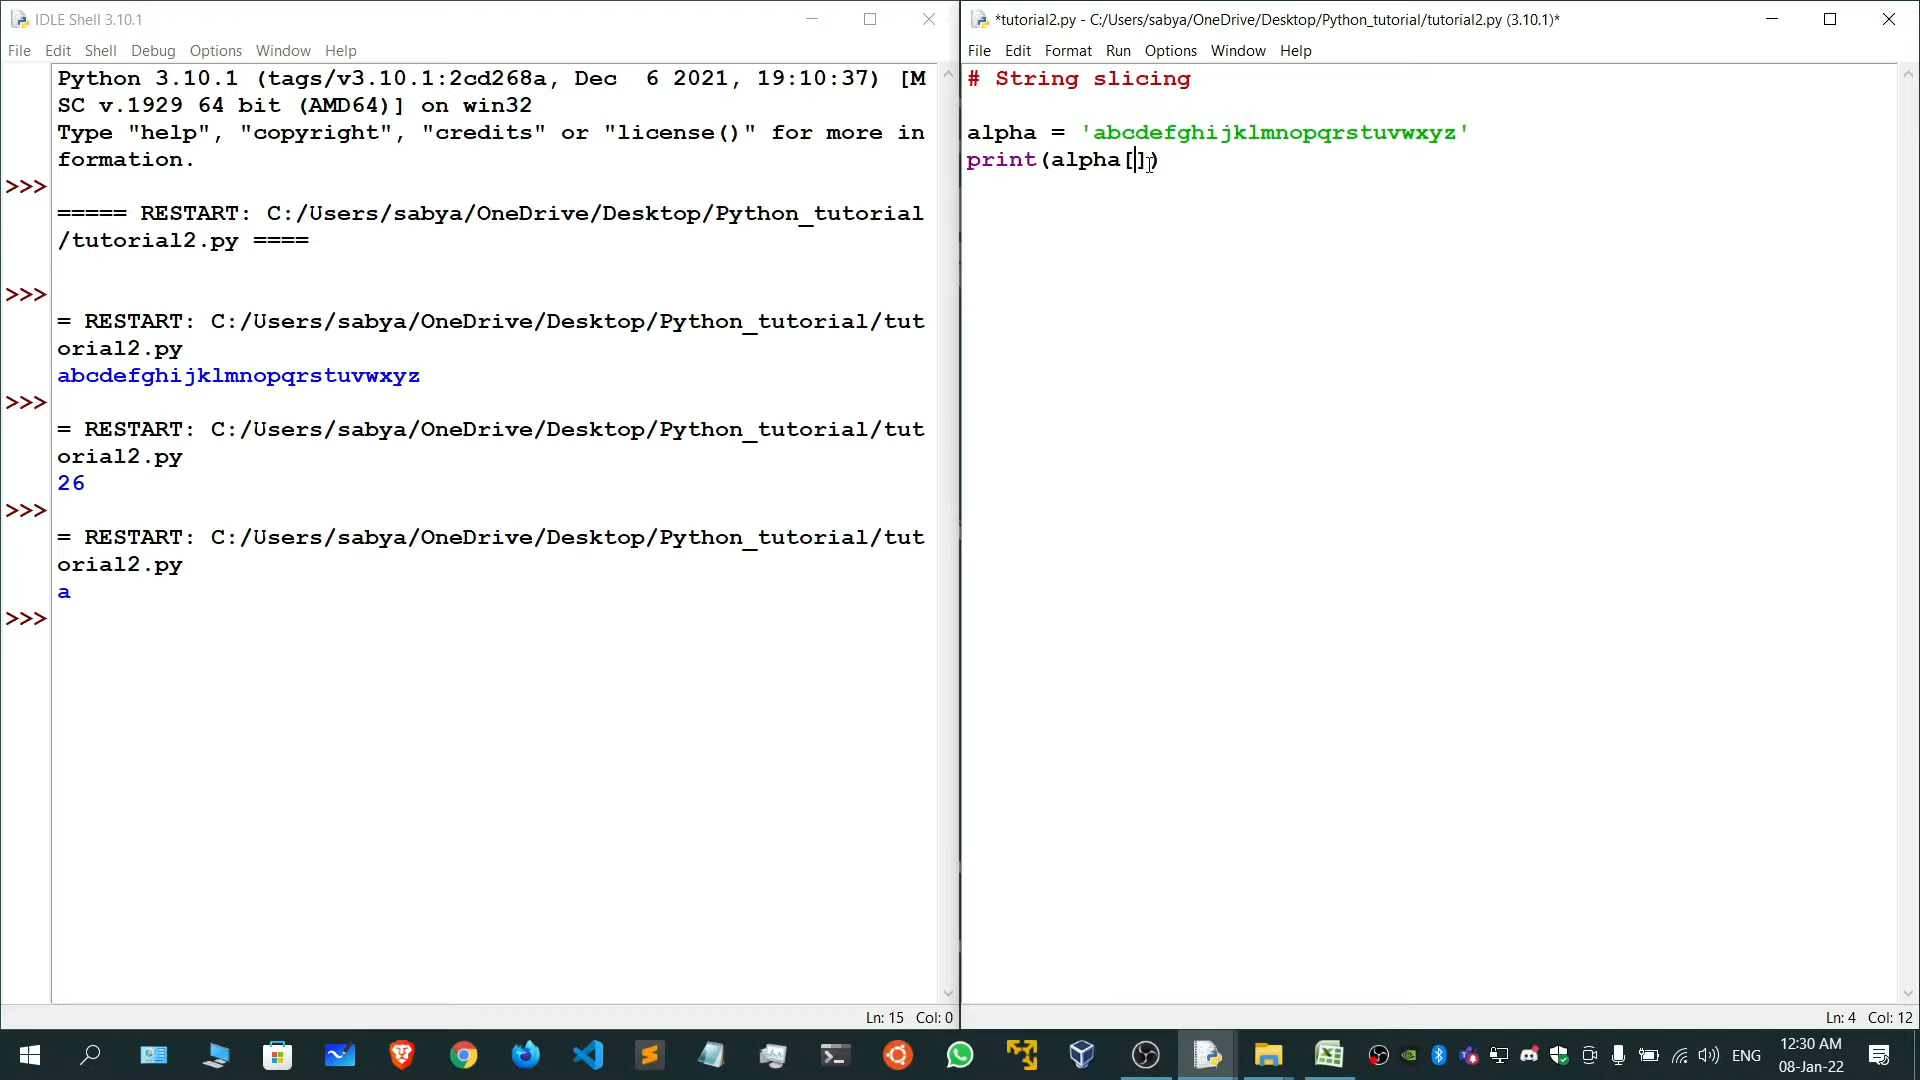 IDLE Shell 3.10.1
File Edit Shell Debug Options Window Help
Python 3.10.1 (tags/v3.10.1:2cd268a, Dec  6 2021, 19:10:37) [M
SC v.1929 64 bit (AMD64)] on win32
Type "help", "copyright", "credits" or "license()" for more in
formation.
>>>
===== RESTART: C:/Users/sabya/OneDrive/Desktop/Python_tutorial
/tutorial2.py ====
>>>
= RESTART: C:/Users/sabya/OneDrive/Desktop/Python_tutorial/tut
orial2.py
abcdefghijklmnopqrstuvwxyz
>>>
= RESTART: C:/Users/sabya/OneDrive/Desktop/Python_tutorial/tut
orial2.py
26
>>>
= RESTART: C:/Users/sabya/OneDrive/Desktop/Python_tutorial/tut
orial2.py
a
>>>
Ln: 15 Col: 0
*tutorial2.py - C:/Users/sabya/OneDrive/Desktop/Python_tutorial/tutorial2.py (3.10.1)*
File Edit Format Run Options Window Help
# String slicing
alpha = 'abcdefghijklmnopqrstuvwxyz'
print(alpha[])
Ln: 4 Col: 12
ENG
12:30 AM
08-Jan-22